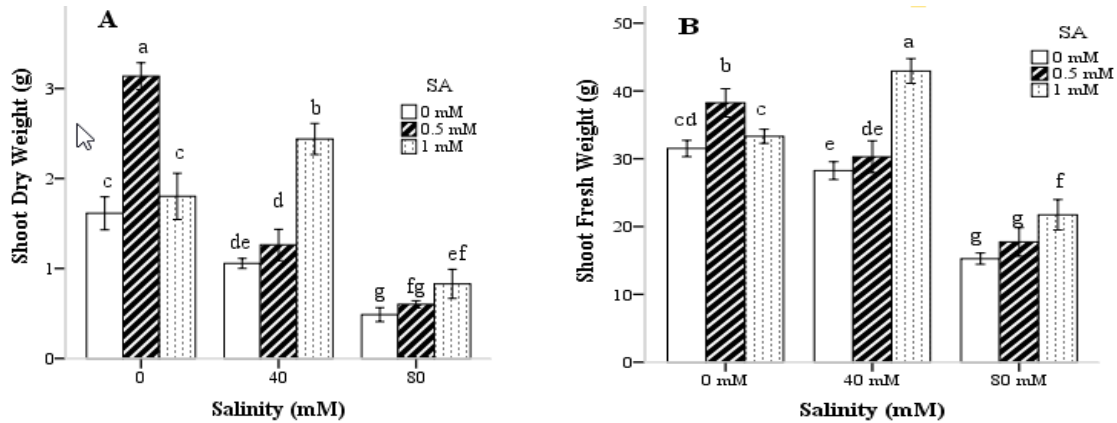 A
Shoot Dry Weight (g)
3
2
1
0
a
b
c
c
d
de
ef
fg
g
SA
0 mM
0.5 mM
1 mM
0
40
80
Salinity (mM)
B
Shoot Fresh Weight (g)
50
40
30
20
10
0
a
b
cd
c
e
de
f
g
g
SA
0 mM
0.5 mM
1 mM
0 mM
40 mM
80 mM
Salinity (mM)